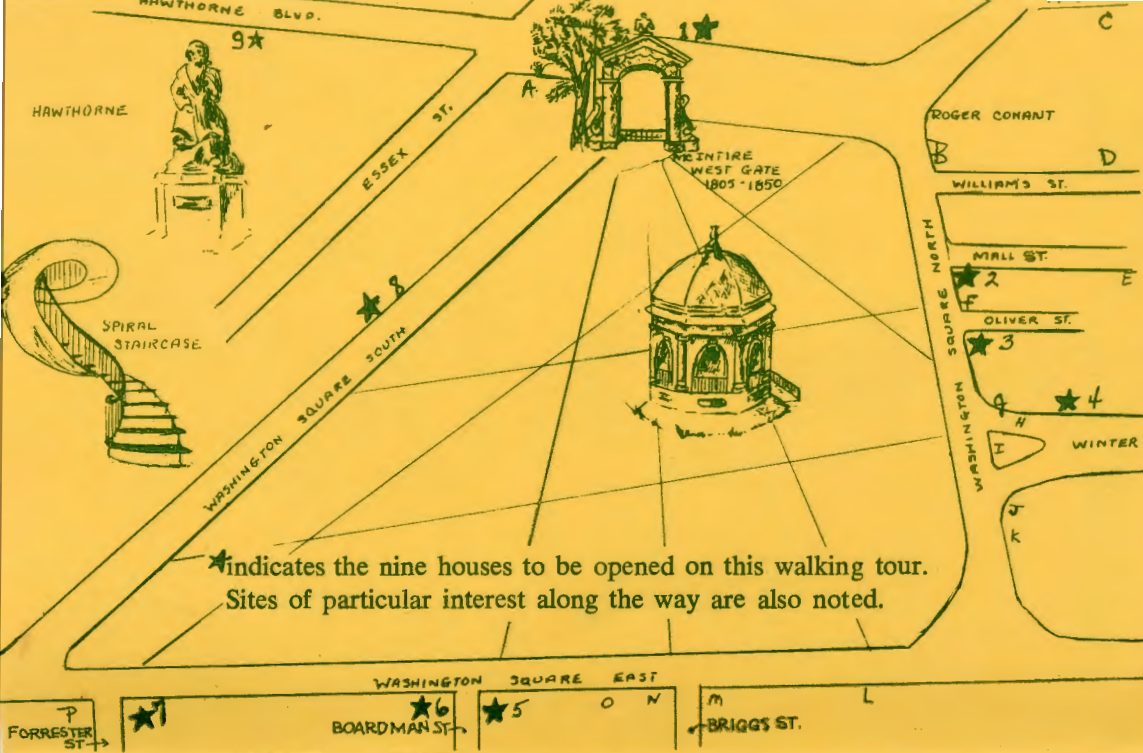 HAWTHORNE BLVD.
9
1
C
HAWTHORNE
A
ESSEX ST.
ROGER CONANT
B
D
McINTIRE
WEST GATE
1805-1850
WILLIAM'S ST.
MALL ST.
2
E
F
8
OLIVER ST.
3
SPIRAL
STAIRCASE
WASHINGTON SQUARE SOUTH
WASHINGTON SQUARE NORTH
4
G
H
I
WINTER
J
K
indicates the nine houses to be opened on this walking tour.
Sites of particular interest along the way are also noted.
WASHINGTON SQUARE EAST
P
7
6
5
O
N
M
L
FORRESTER
ST
BOARDMAN ST
BRIGGS ST.